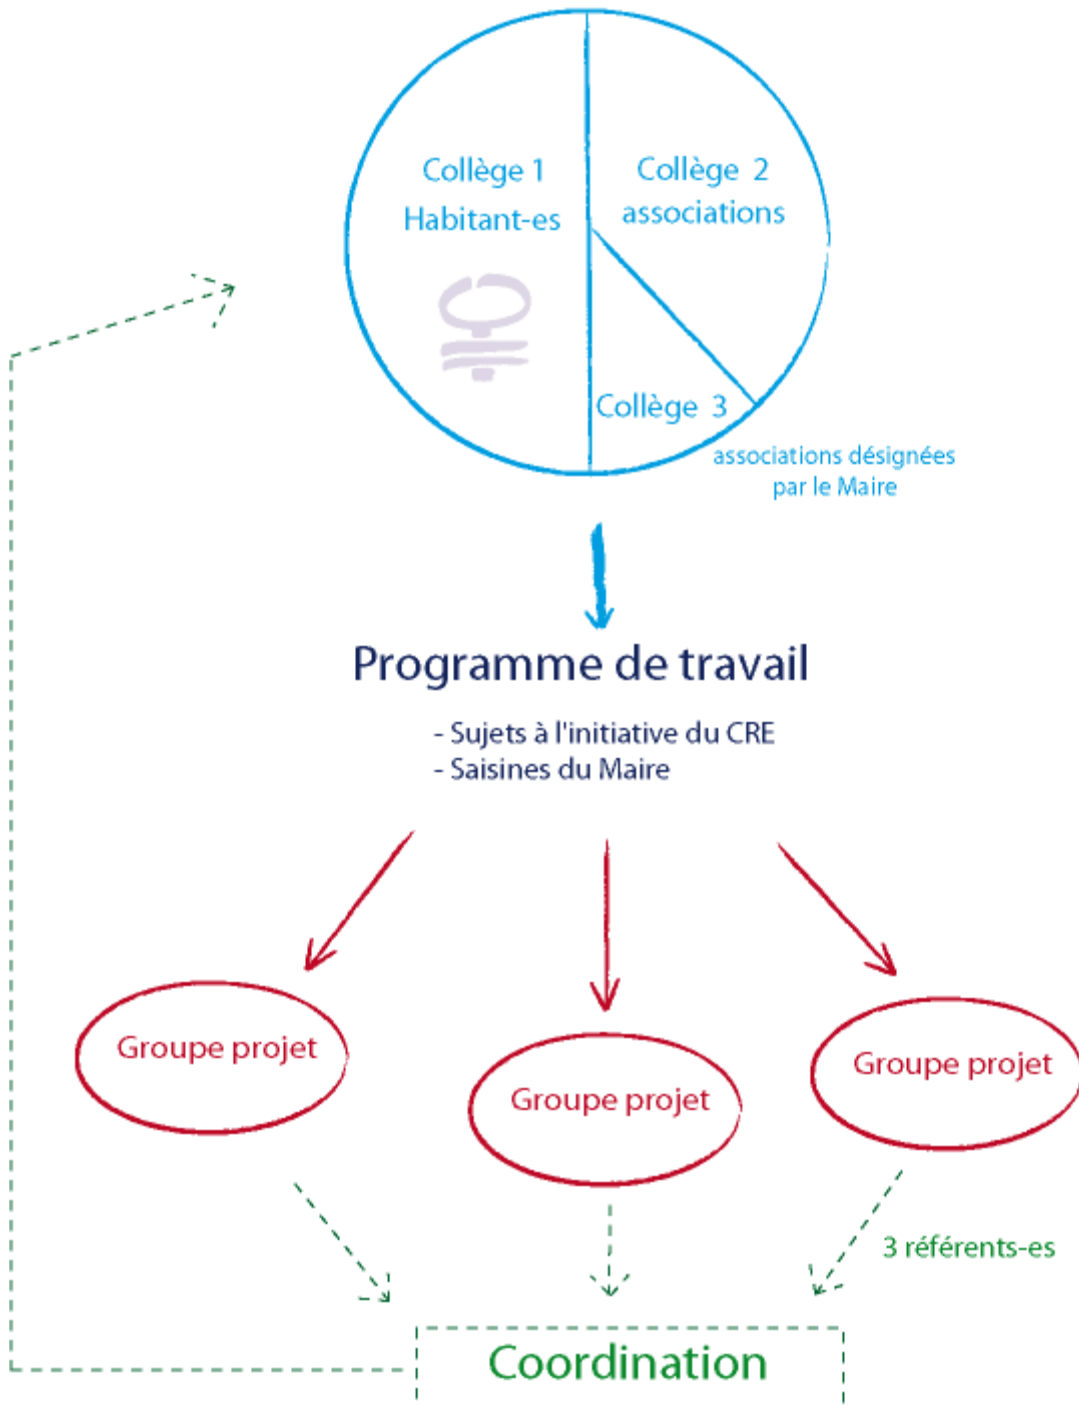 Collège 1
Habitant-es
Collège 2
associations
Collège 3
associations désignées
par le Maire
Programme de travail
- Sujets à l'initiative du CRE
- Saisines du Maire
Groupe projet
Groupe projet
Groupe projet
3 référents-es
Coordination